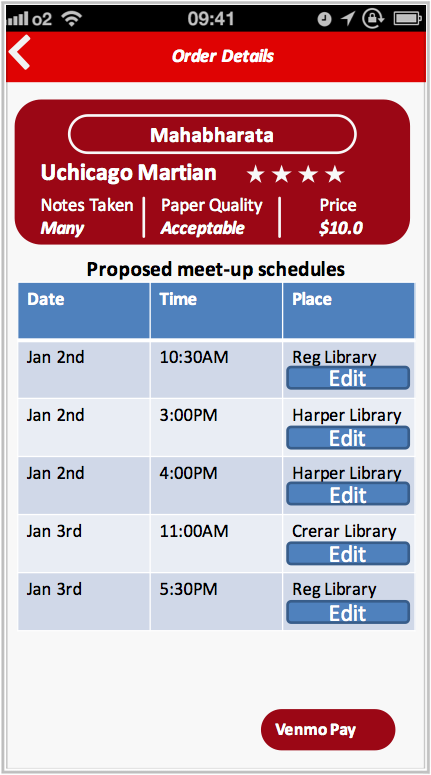 o2 09:41
Order Details
Mahabharata
Uchicago Martian
Notes Taken Paper Quality Price
Many Acceptable $10.0
Proposed meet-up schedules
Date Time Place
Jan 2nd 10:30AM Reg Library
Edit
Jan 2nd 3:00PM Harper Library
Edit
Jan 2nd 4:00PM Harper Library
Edit
Jan 3rd 11:00AM Crerar Library
Edit
Jan 3rd 5:30PM Reg Library
Edit
Venmo Pay